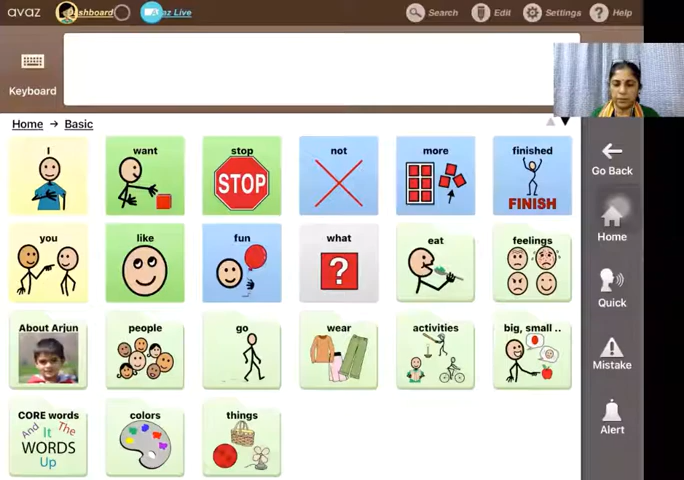 avaz Dashboard Avaz Live Search Edit Settings Help
Keyboard
Home → Basic
I want stop not more finished
STOP
FINISH
Go Back
Home
you like fun what eat feelings
?
Quick
About Arjun people go wear activities big, small ..
Mistake
CORE words colors things
And It The
WORDS
Up
Alert